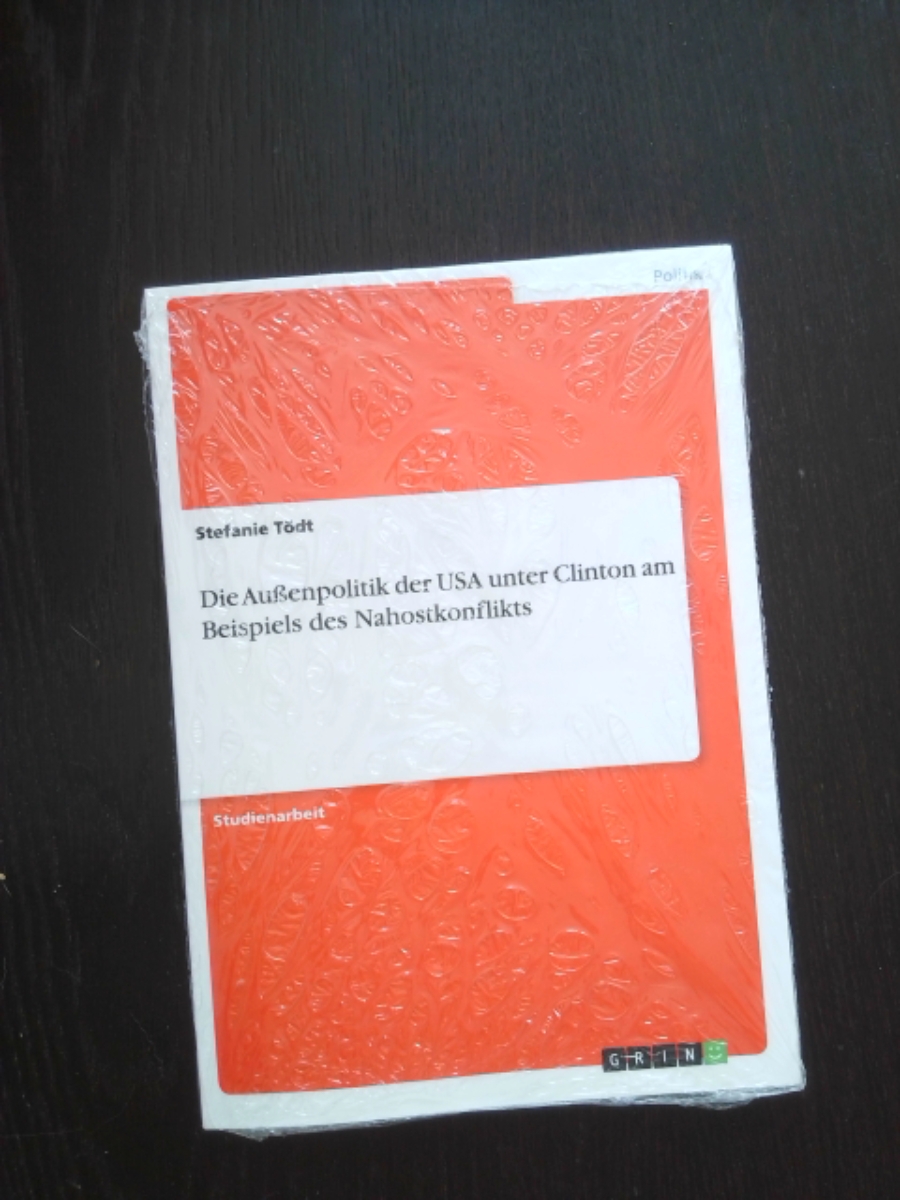 Stefanie Tödt
Die Außenpolitik der USA unter Clinton am
Beispiels des Nahostkonflikts
Studienarbeit
GRIN